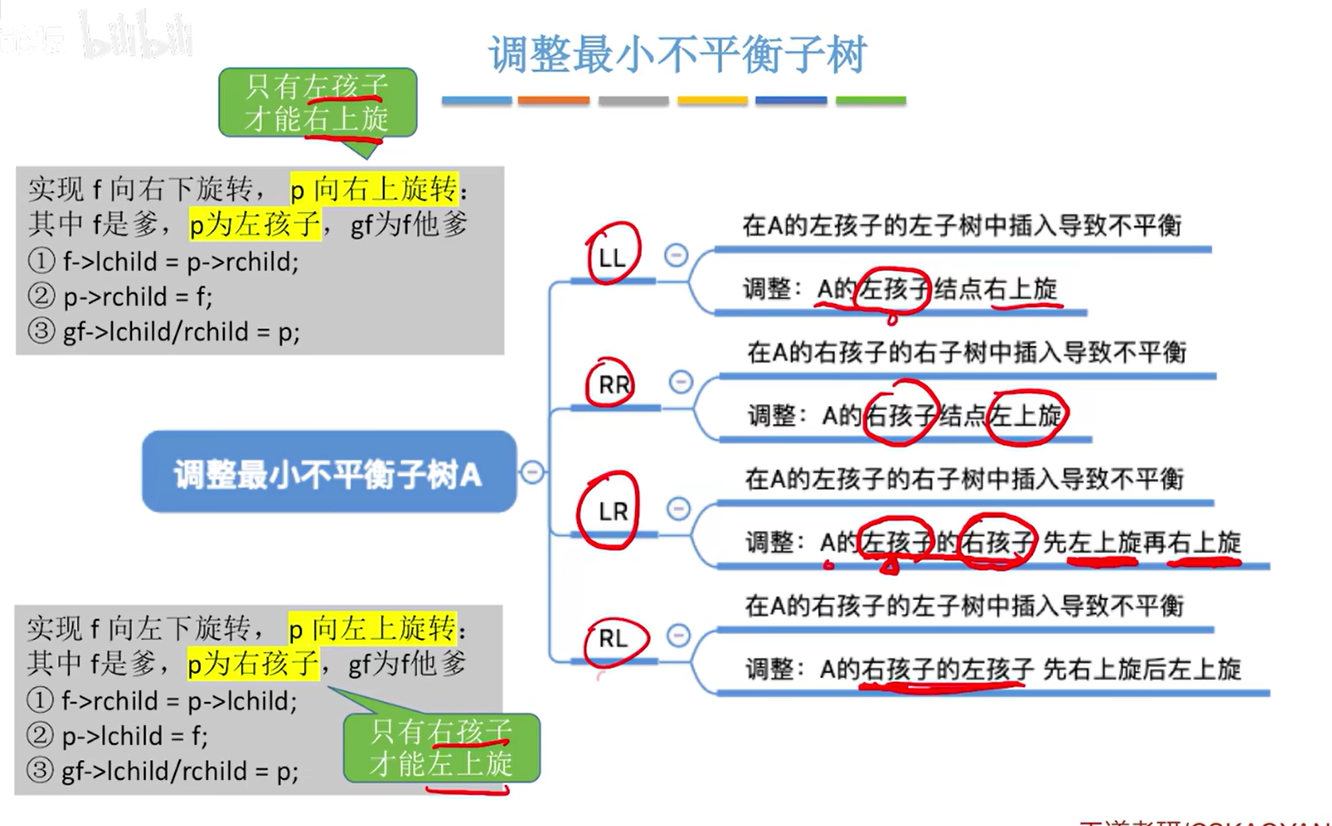 bilibili
调整最小不平衡子树
只有左孩子
才能右上旋
实现 f 向右下旋转， p 向右上旋转：
其中 f是爹，p为左孩子，gf为f他爹
① f->lchild = p->rchild;
② p->rchild = f;
③ gf->lchild/rchild = p;
调整最小不平衡子树A
LL
在A的左孩子的左子树中插入导致不平衡
调整：A的左孩子结点右上旋
RR
在A的右孩子的右子树中插入导致不平衡
调整：A的右孩子结点左上旋
LR
在A的左孩子的右子树中插入导致不平衡
调整：A的左孩子的右孩子 先左上旋再右上旋
RL
在A的右孩子的左子树中插入导致不平衡
调整：A的右孩子的左孩子 先右上旋后左上旋
实现 f 向左下旋转， p 向左上旋转：
其中 f是爹，p为右孩子，gf为f他爹
① f->rchild = p->lchild;
② p->lchild = f;
③ gf->lchild/rchild = p;
只有右孩子
才能左上旋